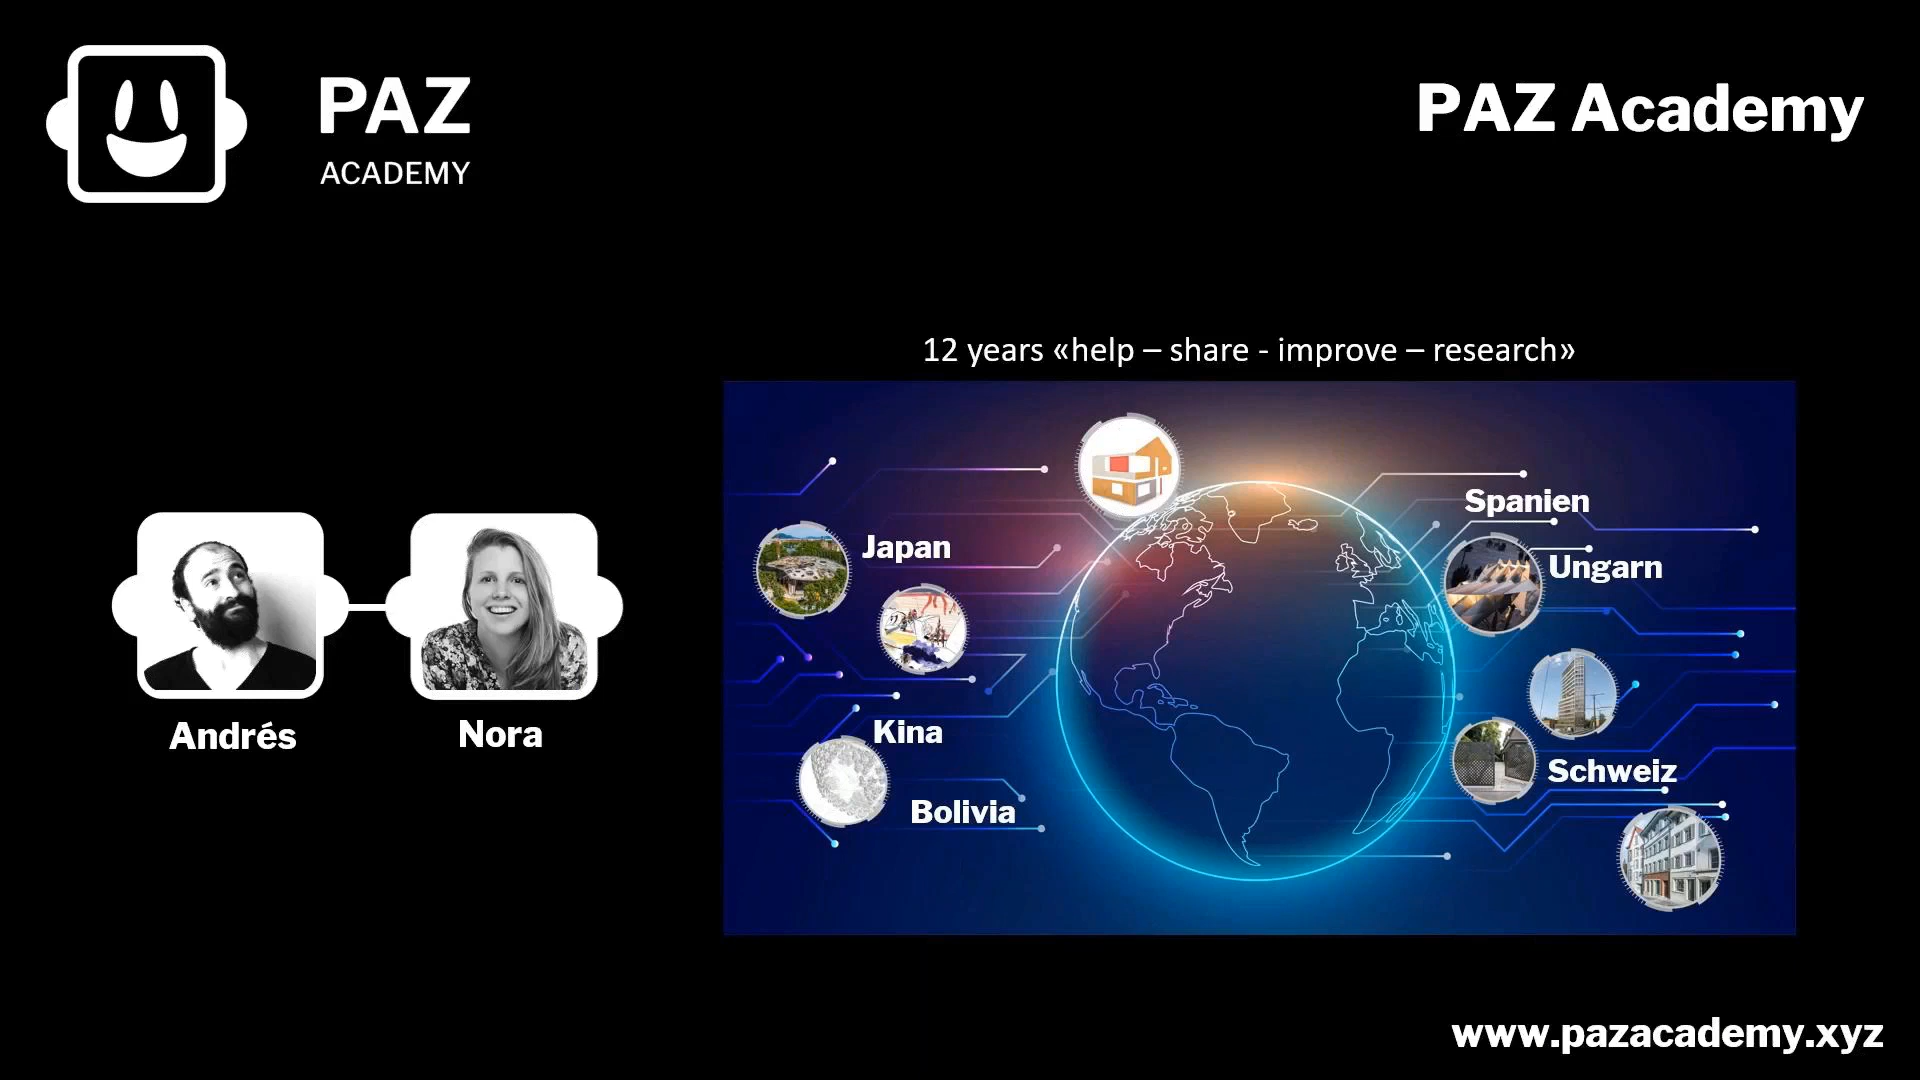 PAZ
ACADEMY
PAZ Academy
12 years «help – share - improve – research»
Spanien
Japan
Ungarn
Kina
Schweiz
Bolivia
Andrés
Nora
www.pazacademy.xyz